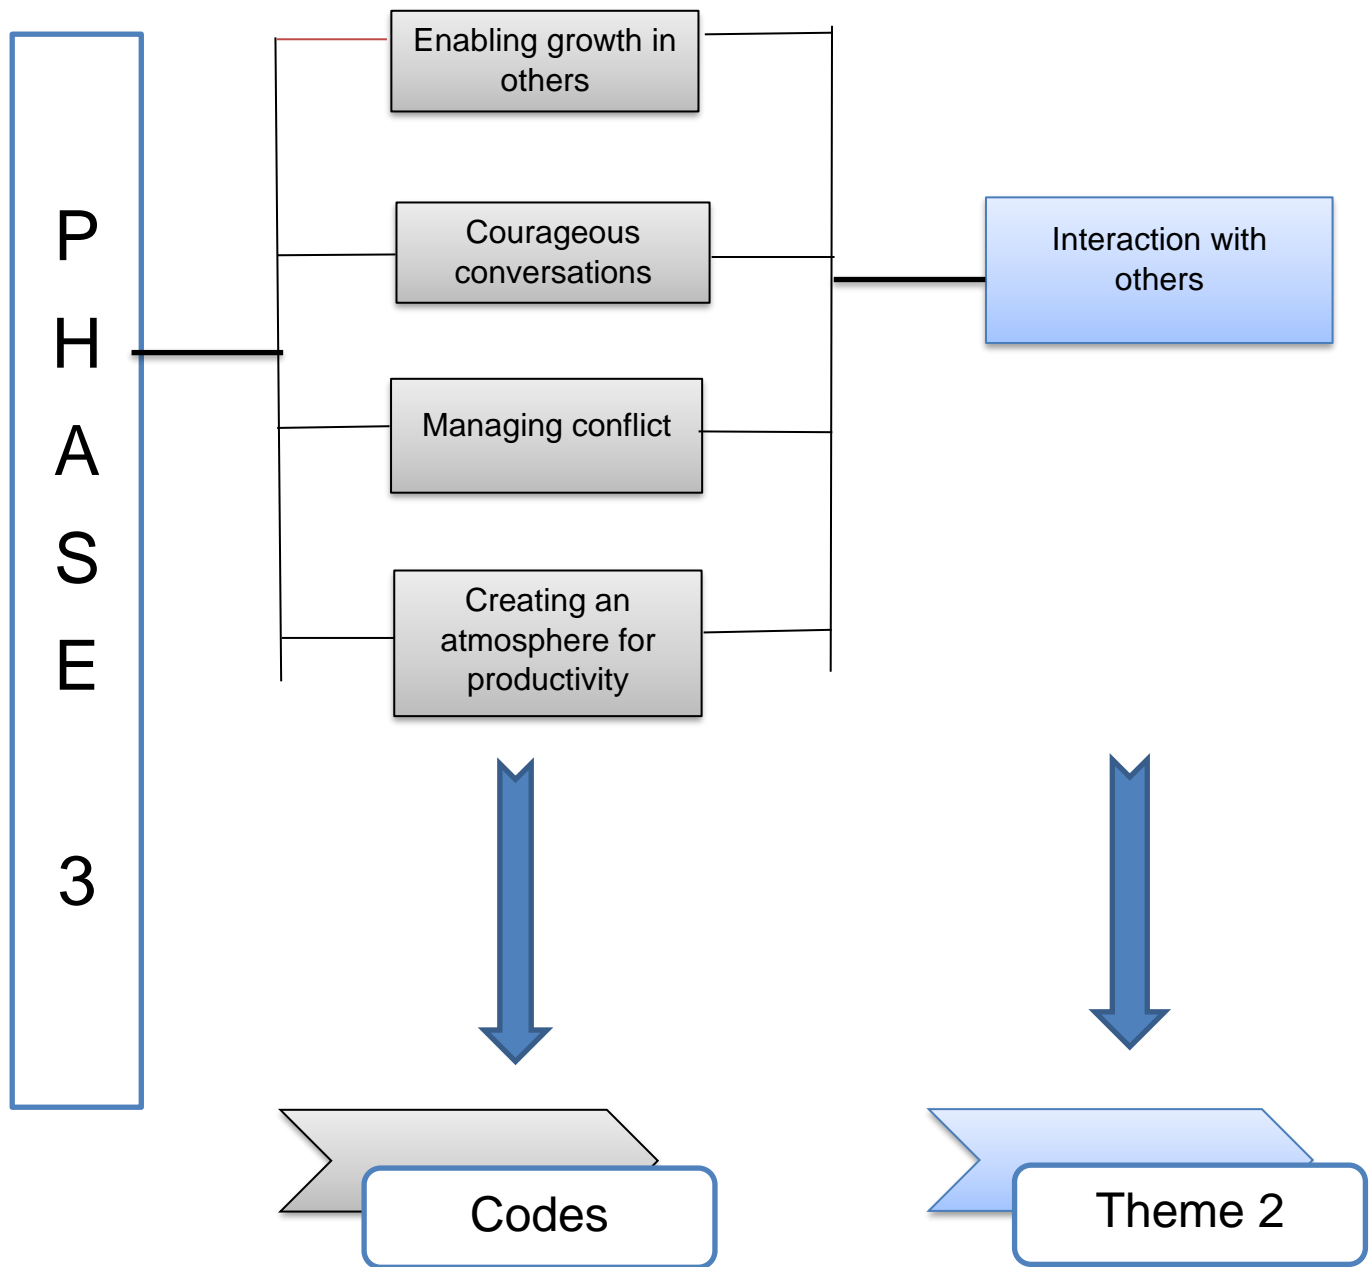 P
H
A
S
E
3
Enabling growth in
others
Courageous
conversations
Managing conflict
Creating an
atmosphere for
productivity
Interaction with
others
Codes
Theme 2